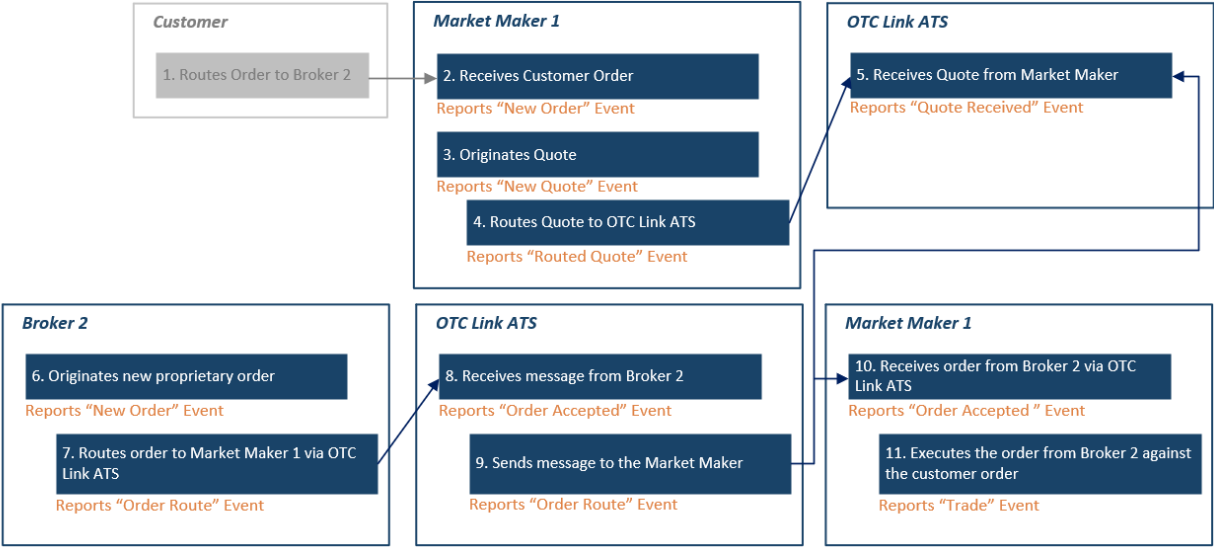 Customer
1. Routes Order to Broker 2
Market Maker 1
2. Receives Customer Order
Reports “New Order” Event
3. Originates Quote
Reports “New Quote” Event
4. Routes Quote to OTC Link ATS
Reports “Routed Quote” Event
OTC Link ATS
5. Receives Quote from Market Maker
Reports “Quote Received” Event
Broker 2
6. Originates new proprietary order
Reports “New Order” Event
7. Routes order to Market Maker 1 via OTC
Link ATS
Reports “Order Route” Event
OTC Link ATS
8. Receives message from Broker 2
Reports “Order Accepted” Event
9. Sends message to the Market Maker
Reports “Order Route” Event
Market Maker 1
10. Receives order from Broker 2 via OTC
Link ATS
Reports “Order Accepted ” Event
11. Executes the order from Broker 2 against
the customer order
Reports “Trade” Event